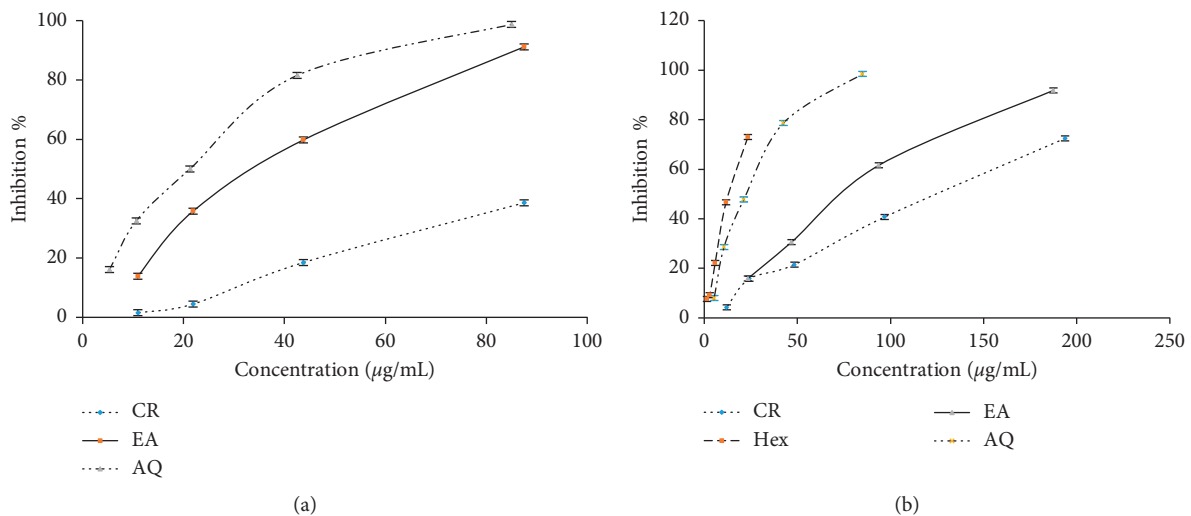 100
80
60
40
20
0
Inhibition %
0 20 40 60 80 100
Concentration (μg/mL)
CR
EA
AQ
(a)
120
100
80
60
40
20
0
Inhibition %
0 50 100 150 200 250
Concentration (μg/mL)
CR EA
Hex AQ
(b)